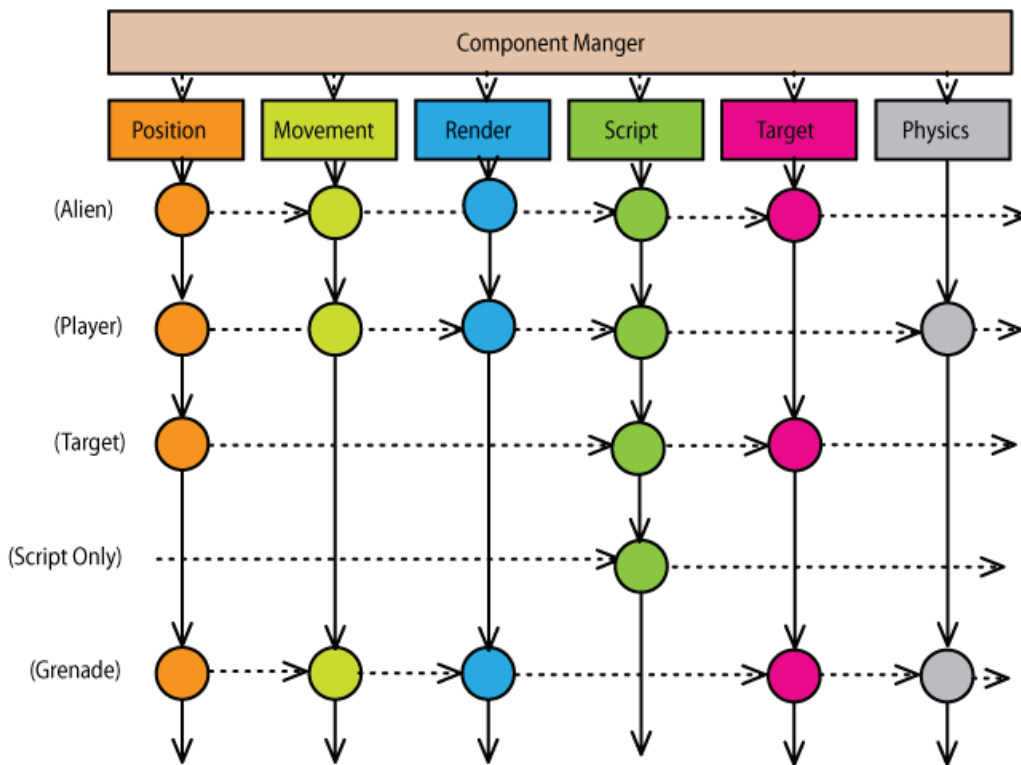 Component Manger
Position Movement Render Script Target Physics
(Alien)
(Player)
(Target)
(Script Only)
(Grenade)